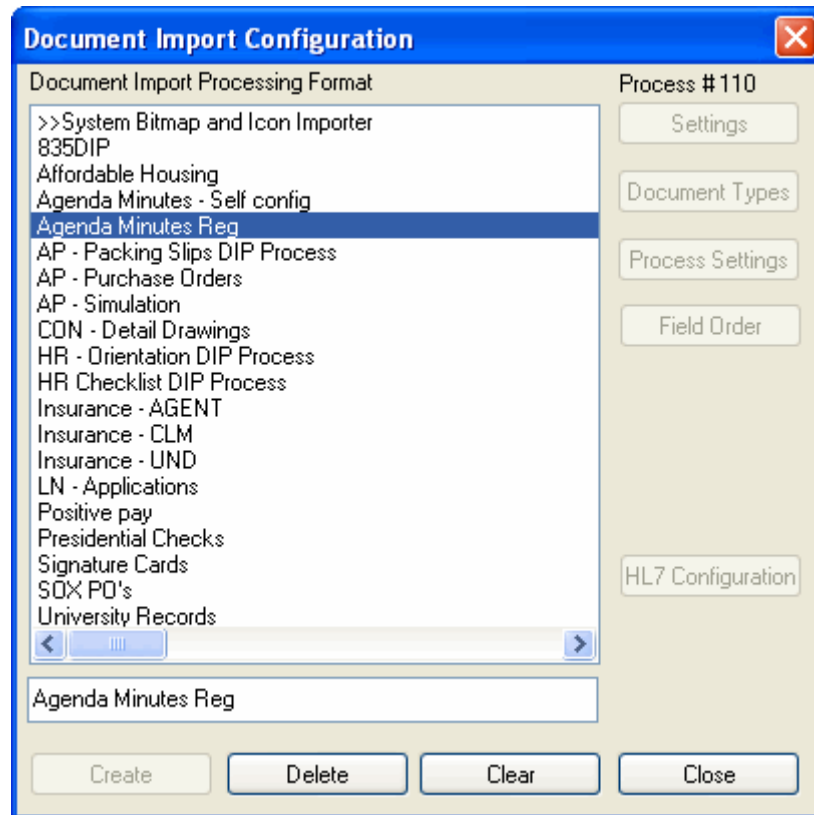 Document Import Configuration
Document Import Processing Format
Process # 110
>>System Bitmap and Icon Importer
835DIP
Affordable Housing
Agenda Minutes - Self config
Agenda Minutes Reg
AP - Packing Slips DIP Process
AP - Purchase Orders
AP - Simulation
CON - Detail Drawings
HR - Orientation DIP Process
HR Checklist DIP Process
Insurance - AGENT
Insurance - CLM
Insurance - UND
LN - Applications
Positive pay
Presidential Checks
Signature Cards
SOX PO's
University Records
Settings
Document Types
Process Settings
Field Order
HL7 Configuration
Agenda Minutes Reg
Create
Delete
Clear
Close